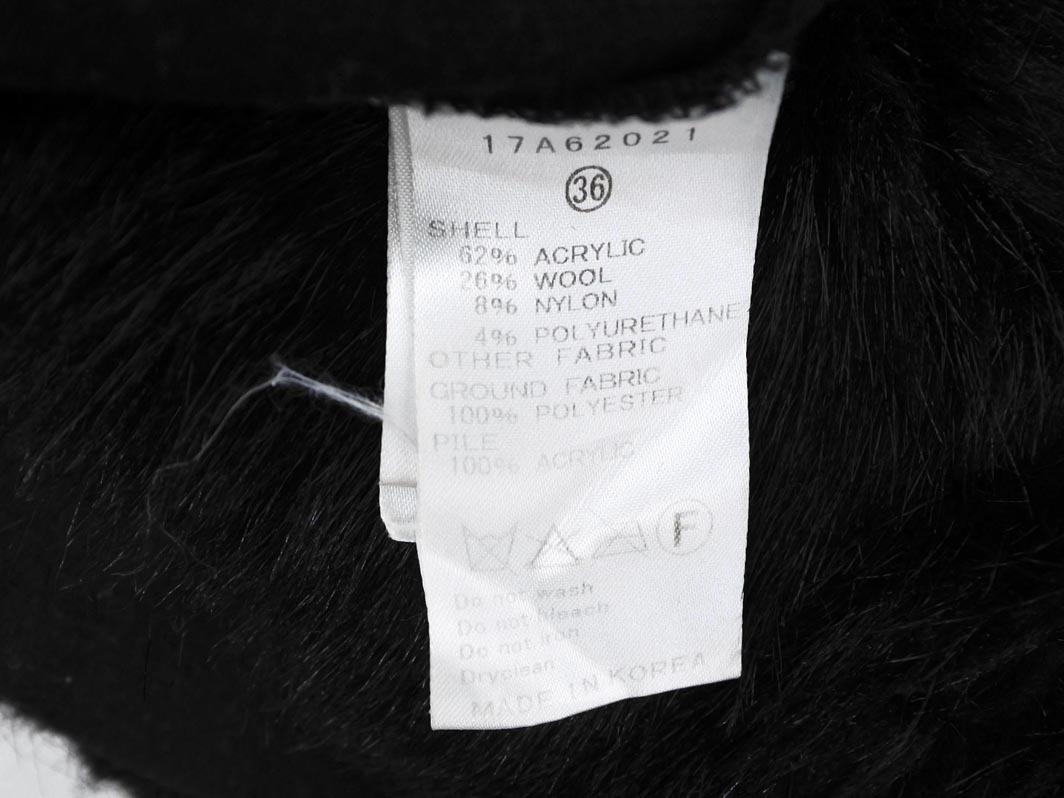 17A62021
36
SHELL
62% ACRYLIC
26% WOOL
8% NYLON
4% POLYURETHANE
OTHER FABRIC
GROUND FABRIC
100% POLYESTER
PILE
100% ACRYLIC
F
Do not wash
Do not bleach
Do not iron
Dryclean
MADE IN KOREA